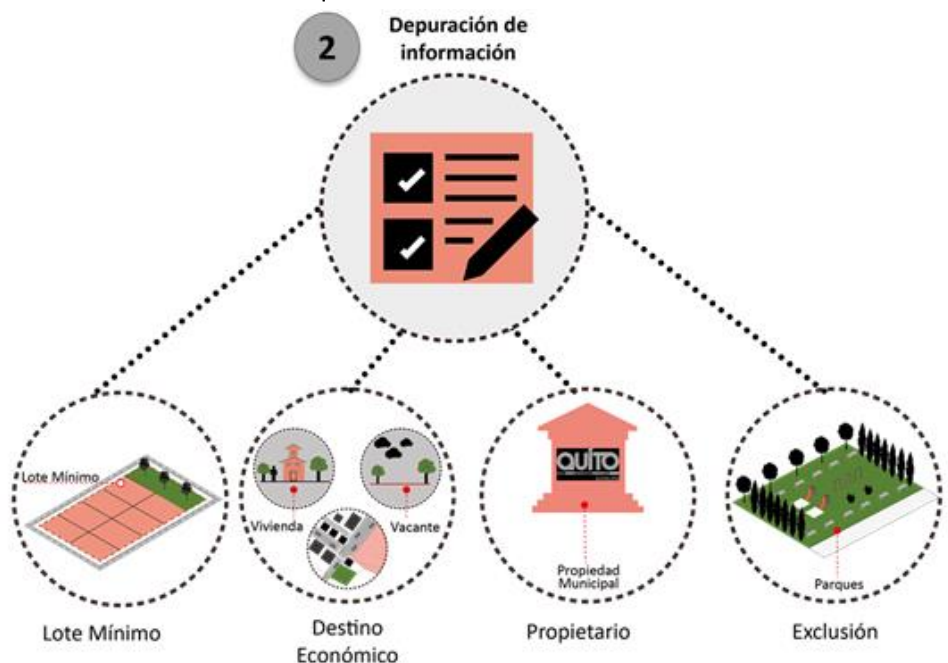 2
Depuración de
información
Lote Mínimo
Vivienda
Vacante
QUITO
Propiedad
Municipal
Parques
Lote Mínimo
Destino
Económico
Propietario
Exclusión